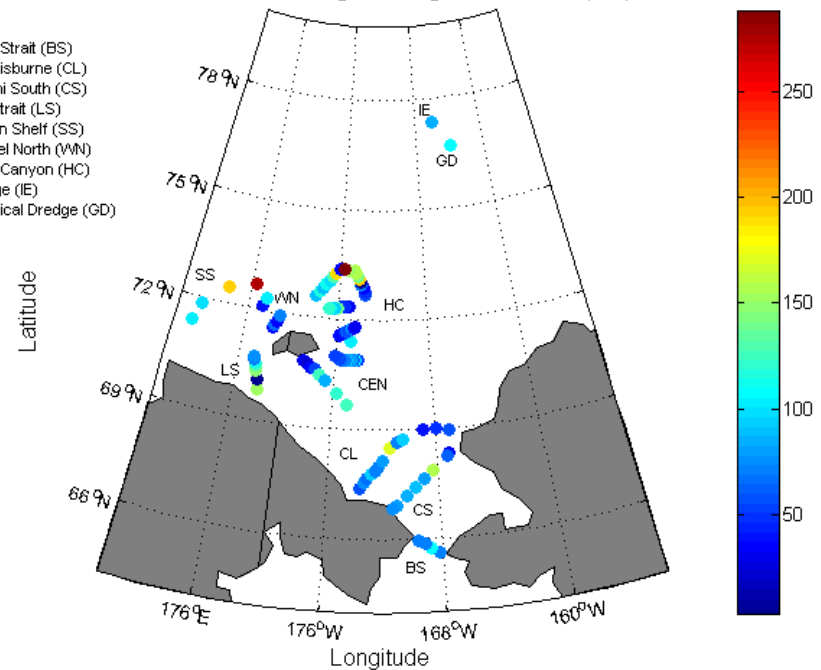 Strait (BS)
isburne (CL)
ni South (CS)
trait (LS)
n Shelf (SS)
el North (WN)
Canyon (HC)
ge (IE)
ical Dredge (GD)
78°N
75°N
72°N
69°N
66°N
IE
GD
SS
WN
HC
LS
CEN
CL
CS
BS
176°E
176°W
168°W
160°W
Latitude
Longitude
250
200
150
100
50